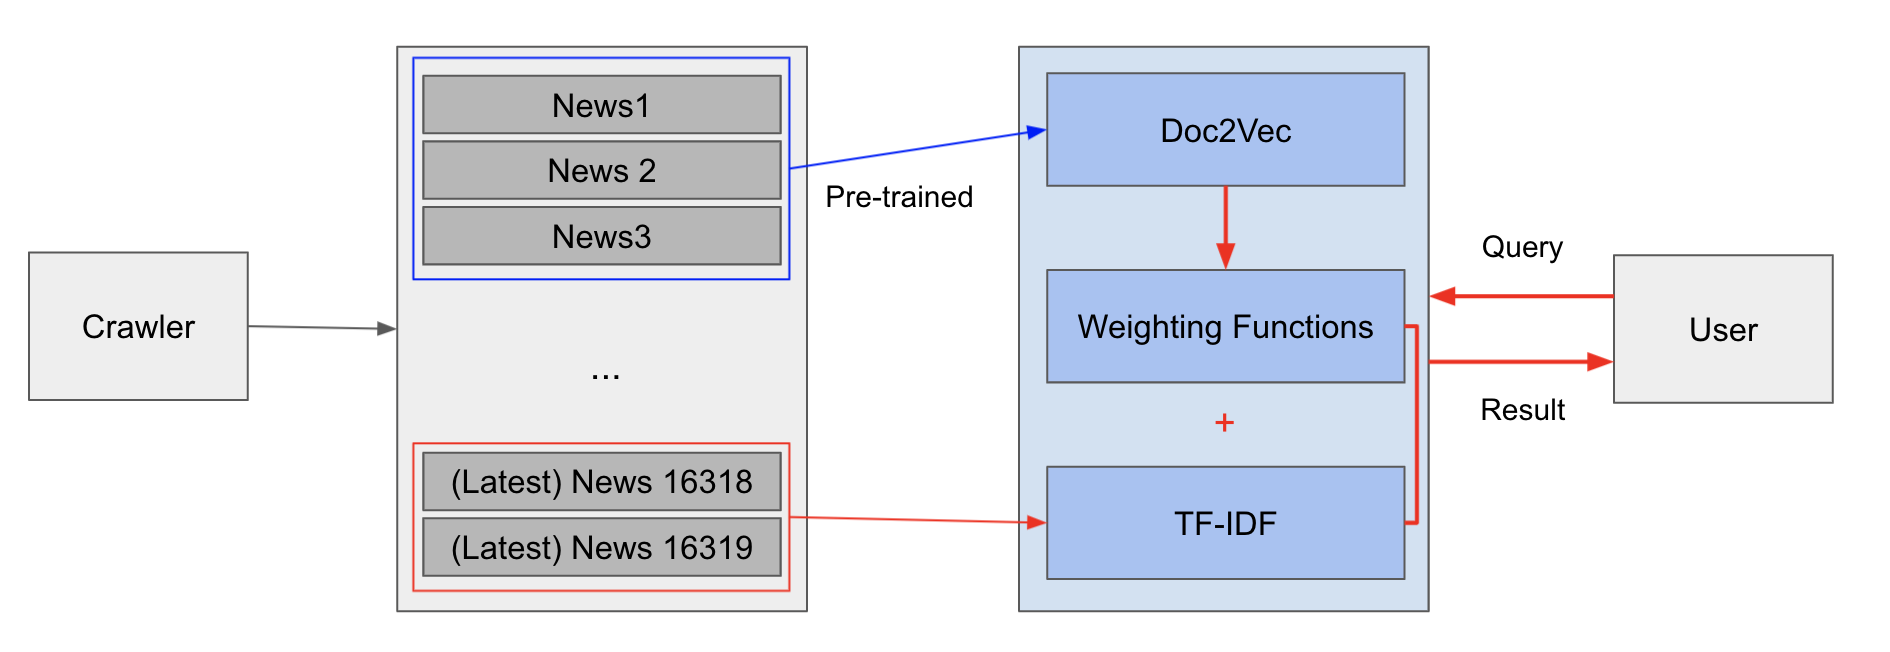 Crawler
News1
News 2
News3
...
(Latest) News 16318
(Latest) News 16319
Pre-trained
Doc2Vec
Weighting Functions
+
TF-IDF
Query
Result
User